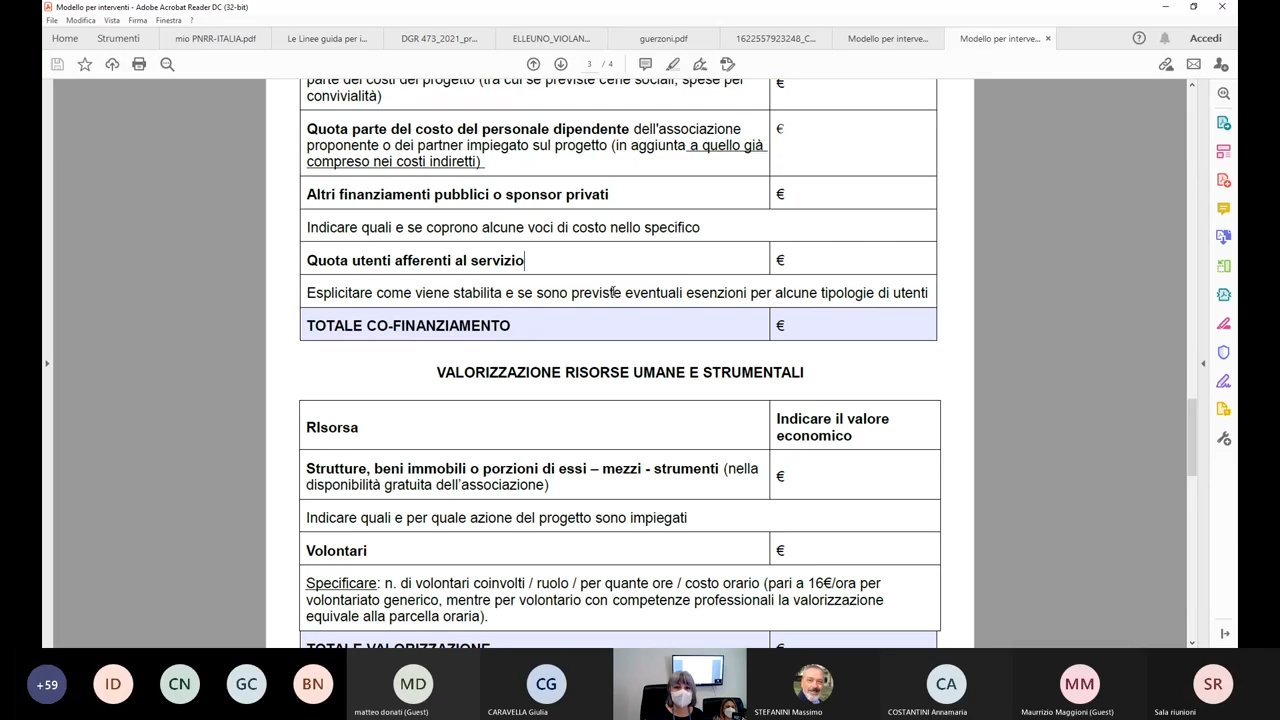 Modello per interventi - Adobe Acrobat Reader DC (32-bit)
File Modifica Vista Firma Finestra ?
Home Strumenti mio PNRR-ITALIA.pdf Le Linee guida per i... DGR 473_2021_pr... ELLEUNO_VIOLAN... guerzoni.pdf 1622557923248_C... Modello per interve... Modello per interve... × Accedi
3 / 4
parte dei costi del progetto (tra cui se previste cene sociali, spese per
convivialità)
€
Quota parte del costo del personale dipendente dell'associazione
proponente o dei partner impiegato sul progetto (in aggiunta a quello già
compreso nei costi indiretti)
€
Altri finanziamenti pubblici o sponsor privati €
Indicare quali e se coprono alcune voci di costo nello specifico
Quota utenti afferenti al servizio €
Esplicitare come viene stabilita e se sono previste eventuali esenzioni per alcune tipologie di utenti
TOTALE CO-FINANZIAMENTO €
VALORIZZAZIONE RISORSE UMANE E STRUMENTALI
RIsorsa
Indicare il valore
economico
Strutture, beni immobili o porzioni di essi – mezzi - strumenti (nella
disponibilità gratuita dell'associazione)
€
Indicare quali e per quale azione del progetto sono impiegati
Volontari €
Specificare: n. di volontari coinvolti / ruolo / per quante ore / costo orario (pari a 16€/ora per
volontariato generico, mentre per volontario con competenze professionali la valorizzazione
equivale alla parcella oraria).
TOTALE VALORIZZAZIONE €
+59 ID CN GC BN MD CG CA MM SR
matteo donati (Guest) CARAVELLA Giulia STEFANINI Massimo COSTANTINI Annamaria Maurizio Maggioni (Guest) Sala riunioni